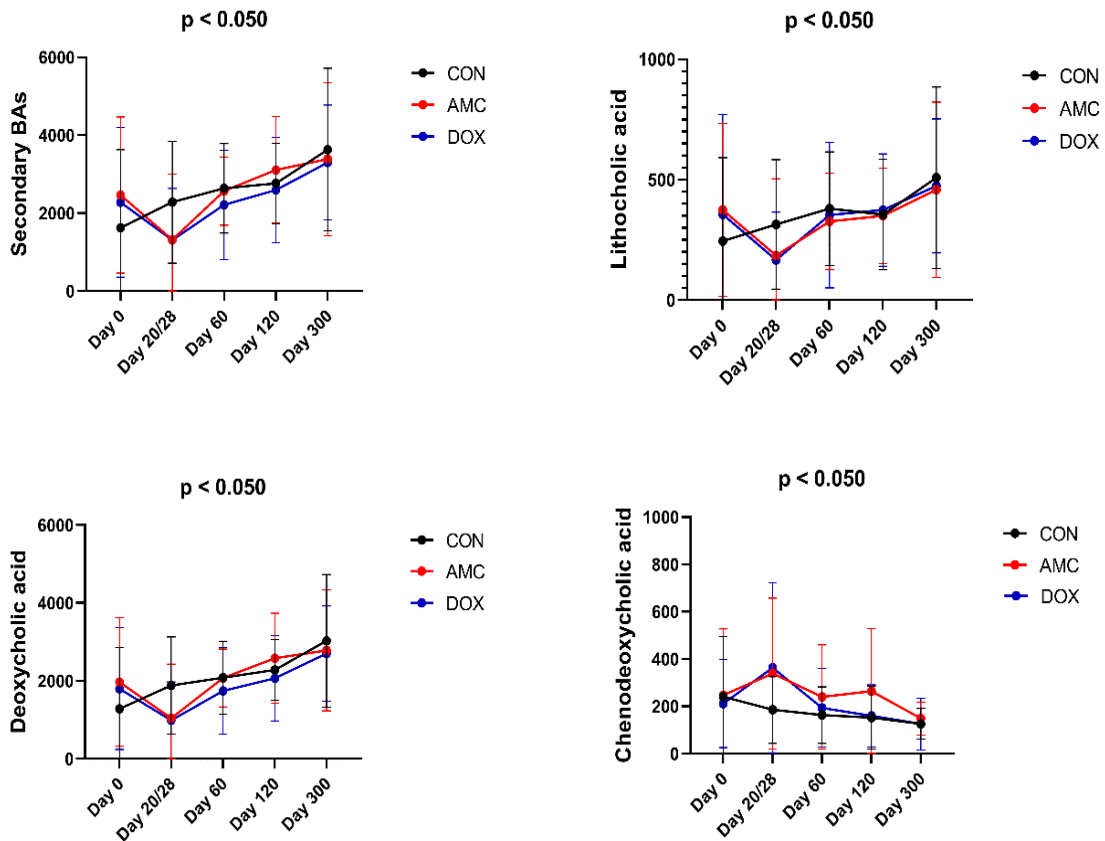 p < 0.050
Secondary BAs
6000
4000
2000
0
Day 0
Day 20/28
Day 60
Day 120
Day 300
CON
AMC
DOX
p < 0.050
Lithocholic acid
1000
500
0
Day 0
Day 20/28
Day 60
Day 120
Day 300
CON
AMC
DOX
p < 0.050
Deoxycholic acid
6000
4000
2000
0
Day 0
Day 20/28
Day 60
Day 120
Day 300
CON
AMC
DOX
p < 0.050
Chenodeoxycholic acid
1000
800
600
400
200
0
Day 0
Day 20/28
Day 60
Day 120
Day 300
CON
AMC
DOX